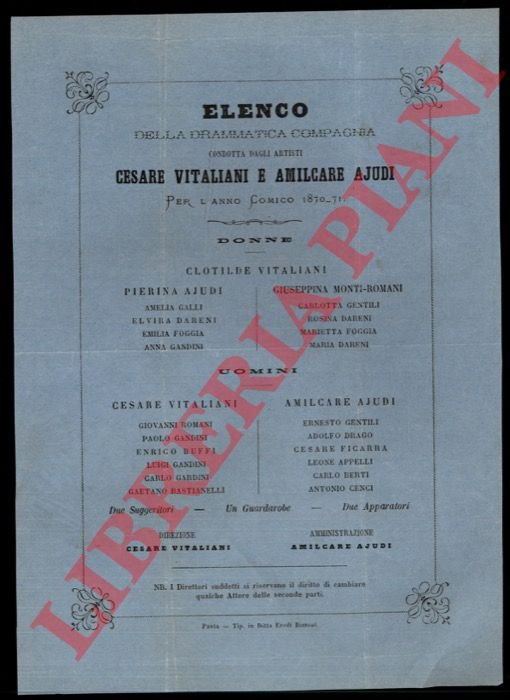 ELENCO
DELLA DRAMMATICA COMPAGNIA
CONDOTTA DAGLI ARTISTI
CESARE VITALIANI E AMILCARE AJUDI
PER L'ANNO COMICO 1870-71.
DONNE
CLOTILDE VITALIANI
PIERINA AJUDI
AMELIA GALLI
ELVIRA DARENI
EMILIA FOGGIA
ANNA GANDINI
GIUSEPPINA MONTI-ROMANI
CARLOTTA GENTILI
ROSINA DARENI
MARIETTA FOGGIA
MARIA DARENI
UOMINI
CESARE VITALIANI
GIOVANNI ROMANI
PAOLO GANDINI
ENRICO BUFFI
LUIGI GANDINI
CARLO GARDINI
GAETANO BASTIANELLI
AMILCARE AJUDI
ERNESTO GENTILI
ADOLFO DRAGO
CESARE FICARRA
LEONE APPELLI
CARLO BERTI
ANTONIO CENCI
Due Suggeritori — Un Guardarobe — Due Apparatori
DIREZIONE
CESARE VITALIANI
AMMINISTRAZIONE
AMILCARE AJUDI
NB. I Direttori suddetti si riservano il diritto di cambiare
qualche Attore delle seconde parti.
Pavia — Tip. in Ditta Eredi Bizzoni.
LIBRERIA PIANI